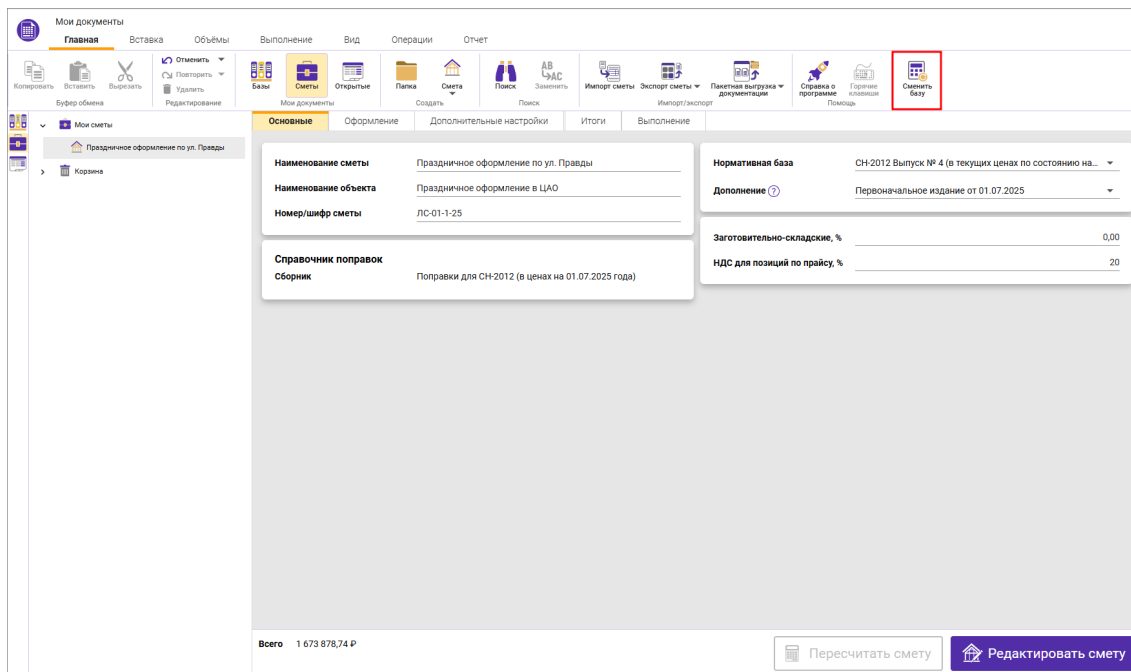 Мои документы
Главная Вставка Объёмы Выполнение Вид Операции Отчет
Копировать Вставить Вырезать
Буфер обмена
Отменить
Повторить
Удалить
Редактирование
Базы Сметы Открытые
Мои документы
Папка Смета
Создать
Поиск AB AC Заменить
Поиск
Импорт сметы Экспорт сметы Пакетная выгрузка документации
Импорт/экспорт
Справка о программе Горячие клавиши
Помощь
Сменить базу
Мои сметы
Праздничное оформление по ул. Правды
Корзина
Основные Оформление Дополнительные настройки Итоги Выполнение
Наименование сметы Праздничное оформление по ул. Правды
Наименование объекта Праздничное оформление в ЦАО
Номер/шифр сметы ЛС-01-1-25
Справочник поправок
Сборник Поправки для СН-2012 (в ценах на 01.07.2025 года)
Нормативная база СН-2012 Выпуск № 4 (в текущих ценах по состоянию на...
Дополнение ? Первоначальное издание от 01.07.2025
Заготовительно-складские, % 0,00
НДС для позиций по прайсу, % 20
Всего 1 673 878,74 ₽
Пересчитать смету
Редактировать смету